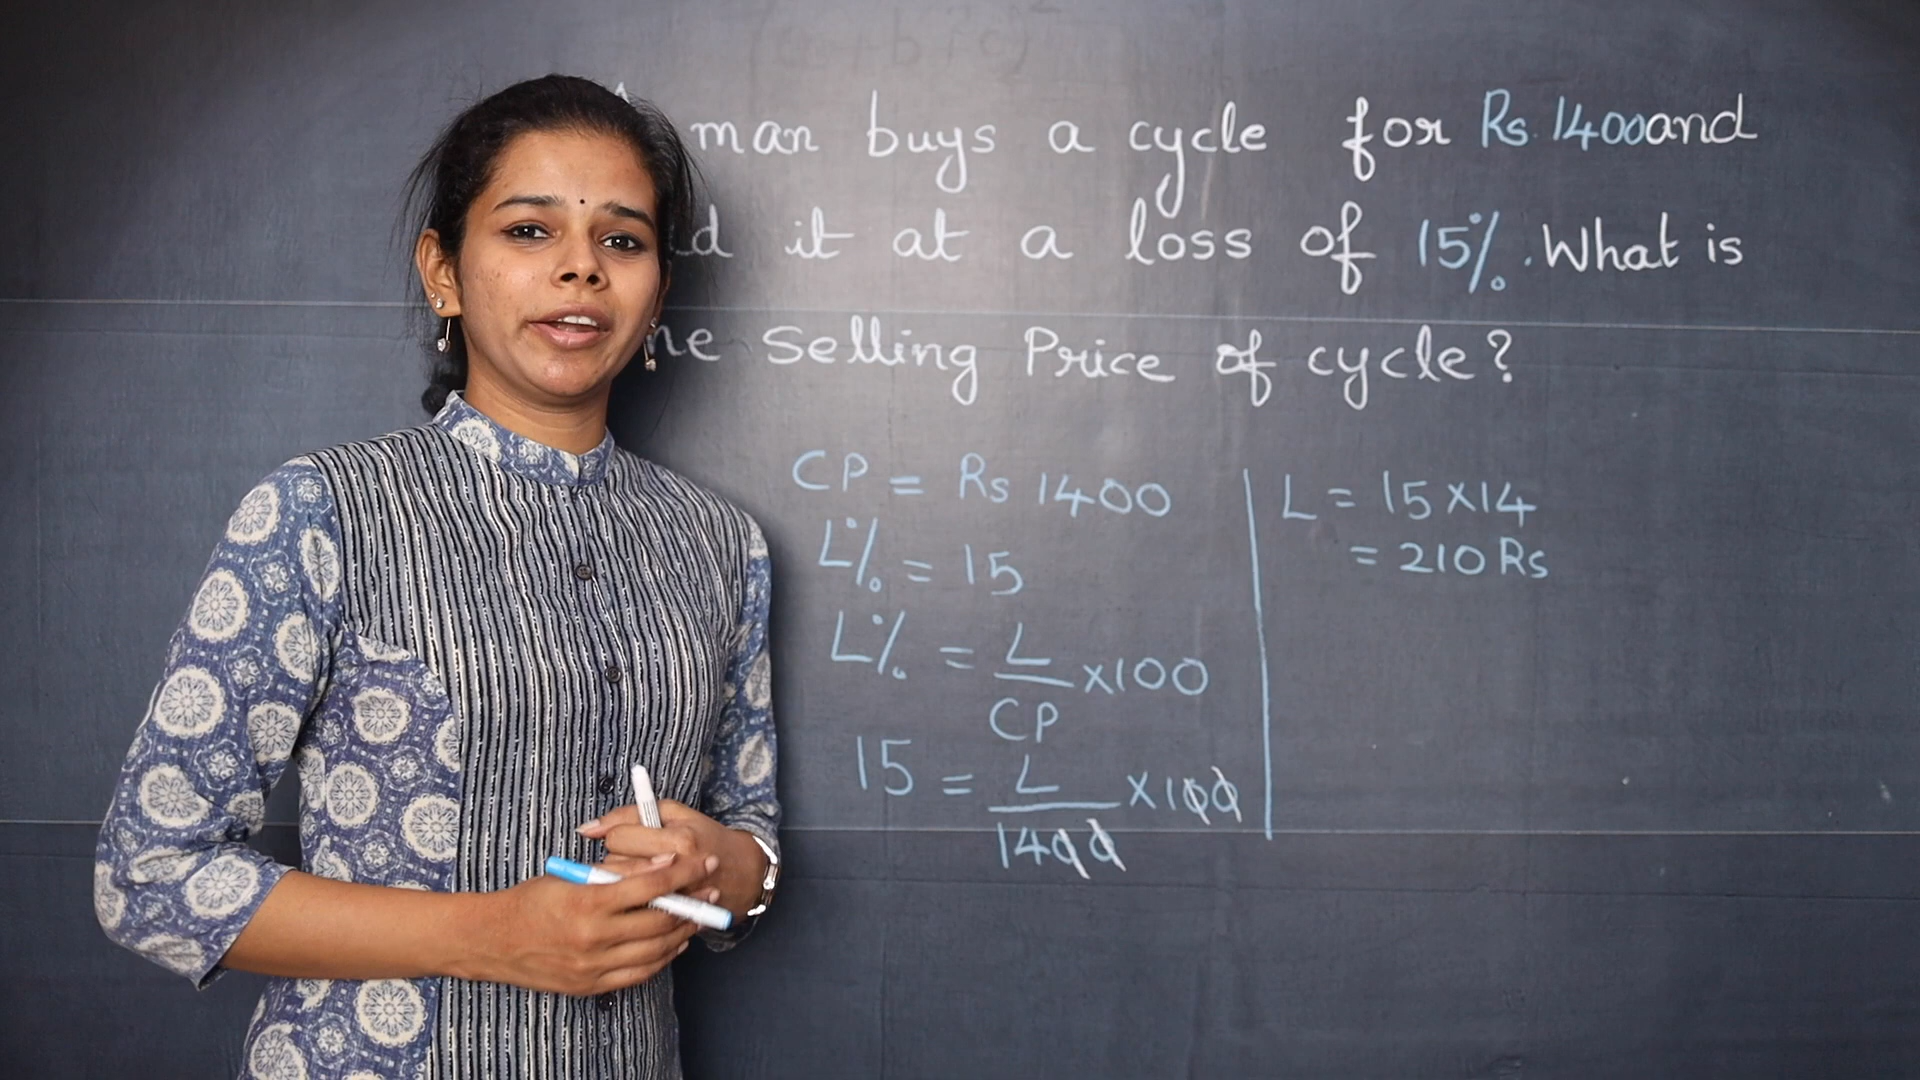 man buys a cycle for Rs. 1400 and
it at a loss of 15%. What is
selling Price of cycle?
CP = Rs 1400
L% = 15
L% = L/CP x100
15 = L/1400 x100
L = 15 x 14
= 210 Rs